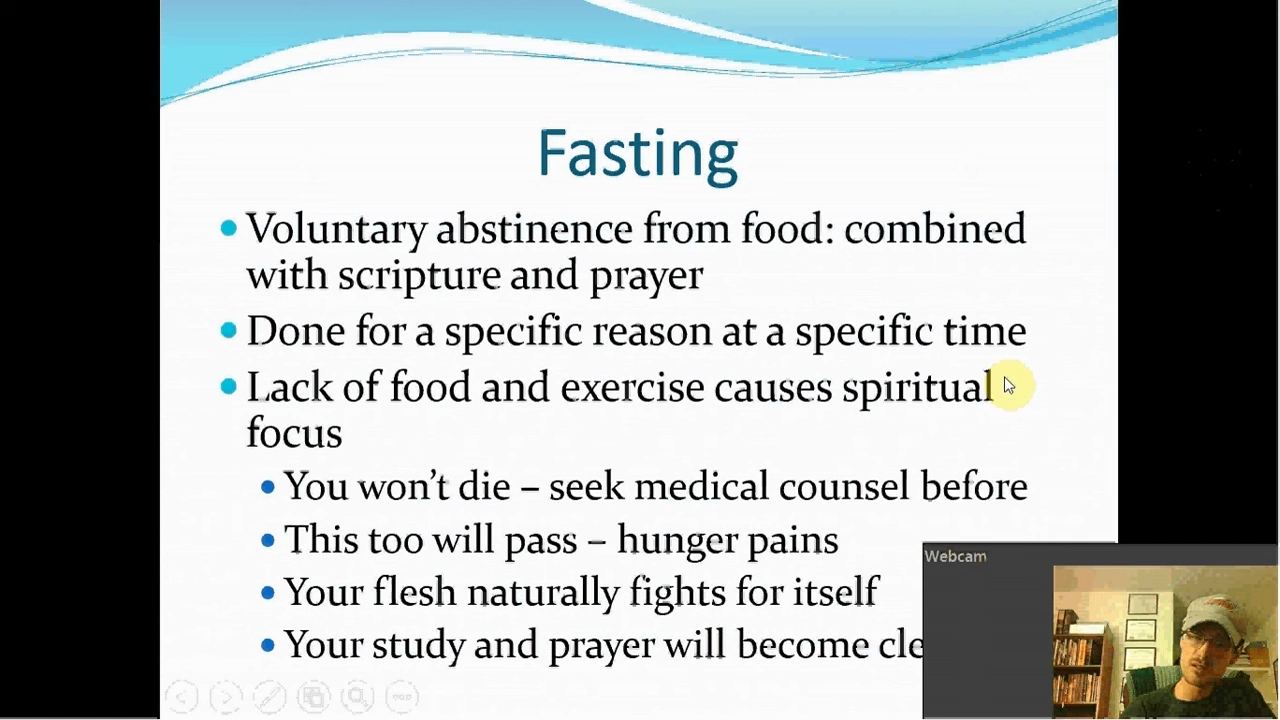 Fasting
Voluntary abstinence from food: combined
with scripture and prayer
Done for a specific reason at a specific time
Lack of food and exercise causes spiritual
focus
You won't die – seek medical counsel before
This too will pass – hunger pains
Your flesh naturally fights for itself
Your study and prayer will become
Webcam